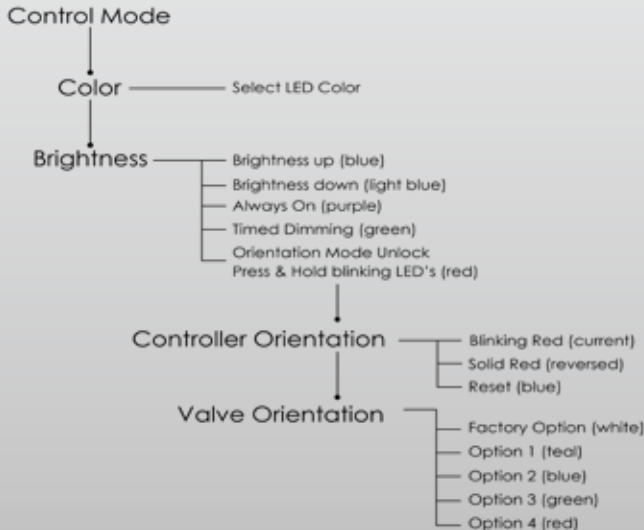 Control Mode
Color
Select LED Color
Brightness
Brightness up (blue)
Brightness down (light blue)
Always On (purple)
Timed Dimming (green)
Orientation Mode Unlock
Press & Hold blinking LED's (red)
Controller Orientation
Blinking Red (current)
Solid Red (reversed)
Reset (blue)
Valve Orientation
Factory Option (white)
Option 1 (teal)
Option 2 (blue)
Option 3 (green)
Option 4 (red)